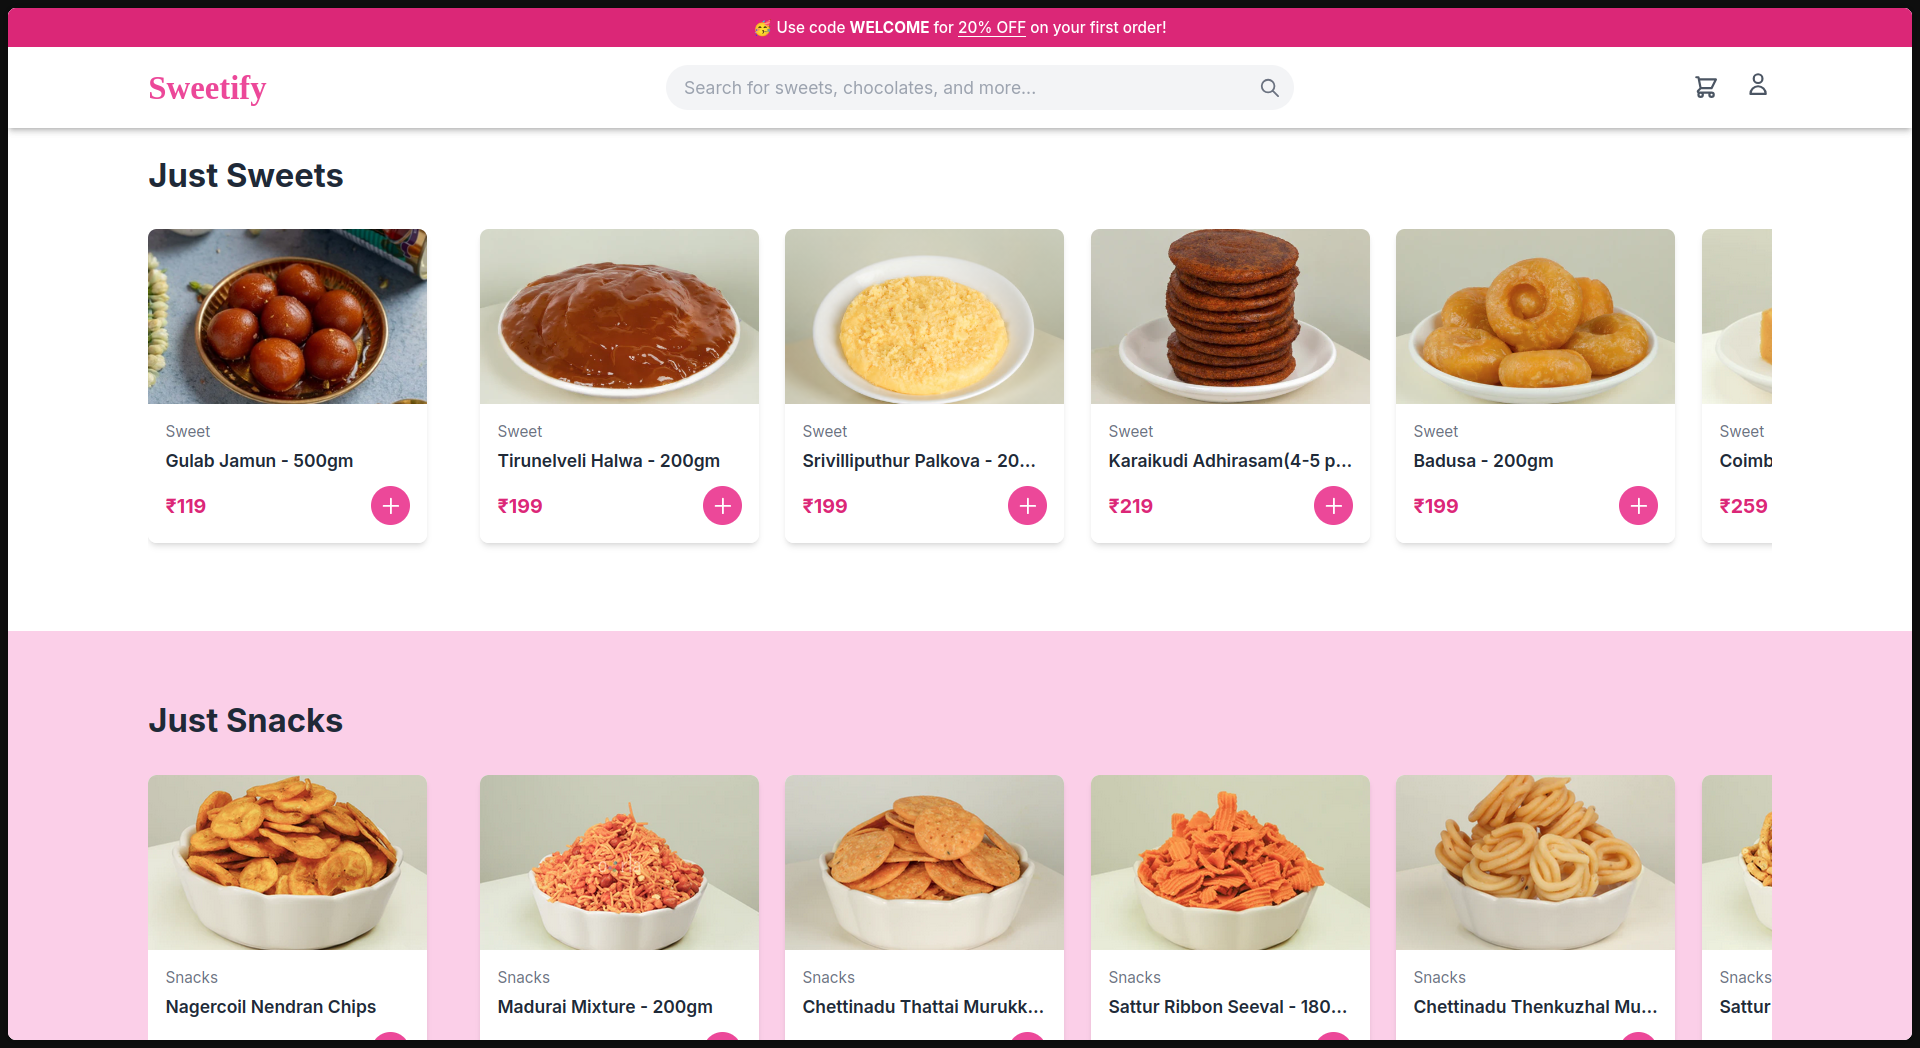 🥳 Use code WELCOME for 20% OFF on your first order!
Sweetify
Search for sweets, chocolates, and more...
Just Sweets
Sweet
Gulab Jamun - 500gm
₹119
Sweet
Tirunelveli Halwa - 200gm
₹199
Sweet
Srivilliputhur Palkova - 20...
₹199
Sweet
Karaikudi Adhirasam(4-5 p...
₹219
Sweet
Badusa - 200gm
₹199
Sweet
Coimb
₹259
Just Snacks
Snacks
Nagercoil Nendran Chips
Snacks
Madurai Mixture - 200gm
Snacks
Chettinadu Thattai Murukk...
Snacks
Sattur Ribbon Seeval - 180...
Snacks
Chettinadu Thenkuzhal Mu...
Snacks
Sattur